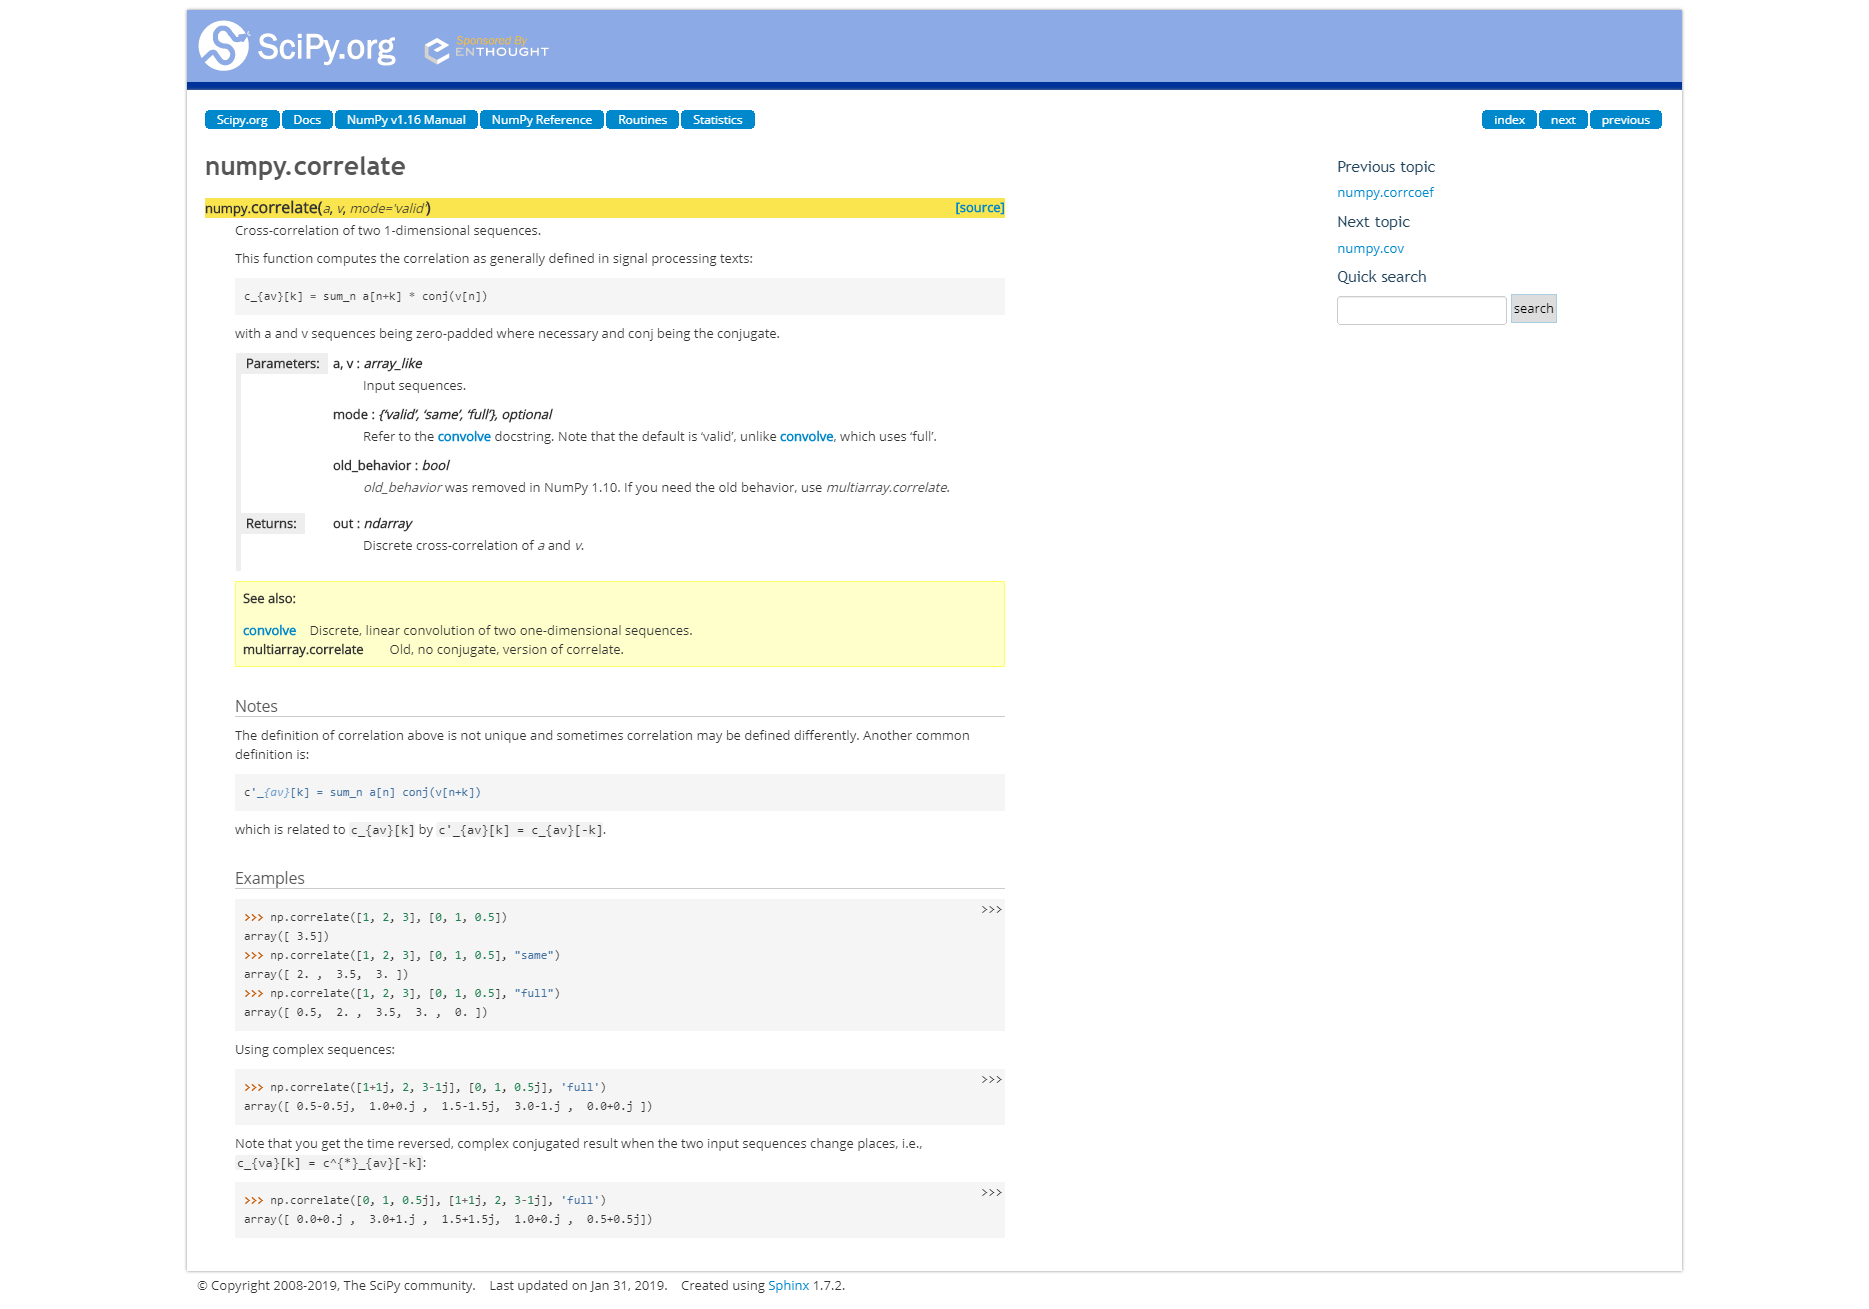 SciPy.org
Sponsored By
ENTHOUGHT
Scipy.org Docs NumPy v1.16 Manual NumPy Reference Routines Statistics index next previous
numpy.correlate
numpy.correlate(a, v, mode='valid') [source]
Cross-correlation of two 1-dimensional sequences.
This function computes the correlation as generally defined in signal processing texts:
c_{av}[k] = sum_n a[n+k] * conj(v[n])
with a and v sequences being zero-padded where necessary and conj being the conjugate.
Parameters: a, v : array_like
Input sequences.
mode : {‘valid’, ‘same’, ‘full’}, optional
Refer to the convolve docstring. Note that the default is ‘valid’, unlike convolve, which uses ‘full’.
old_behavior : bool
old_behavior was removed in NumPy 1.10. If you need the old behavior, use multiarray.correlate.
Returns: out : ndarray
Discrete cross-correlation of a and v.
See also:
convolve Discrete, linear convolution of two one-dimensional sequences.
multiarray.correlate Old, no conjugate, version of correlate.
Notes
The definition of correlation above is not unique and sometimes correlation may be defined differently. Another common
definition is:
c'_{av}[k] = sum_n a[n] conj(v[n+k])
which is related to c_{av}[k] by c'_{av}[k] = c_{av}[-k].
Examples
>>>
>>> np.correlate([1, 2, 3], [0, 1, 0.5])
array([ 3.5])
>>> np.correlate([1, 2, 3], [0, 1, 0.5], "same")
array([ 2. ,  3.5,  3. ])
>>> np.correlate([1, 2, 3], [0, 1, 0.5], "full")
array([ 0.5,  2. ,  3.5,  3. ,  0. ])
Using complex sequences:
>>>
>>> np.correlate([1+1j, 2, 3-1j], [0, 1, 0.5j], 'full')
array([ 0.5-0.5j,  1.0+0.j ,  1.5-1.5j,  3.0-1.j ,  0.0+0.j ])
Note that you get the time reversed, complex conjugated result when the two input sequences change places, i.e.,
c_{va}[k] = c^{*}_{av}[-k]:
>>>
>>> np.correlate([0, 1, 0.5j], [1+1j, 2, 3-1j], 'full')
array([ 0.0+0.j ,  3.0+1.j ,  1.5+1.5j,  1.0+0.j ,  0.5+0.5j])
Previous topic
numpy.corrcoef
Next topic
numpy.cov
Quick search
search
© Copyright 2008-2019, The SciPy community. Last updated on Jan 31, 2019. Created using Sphinx 1.7.2.